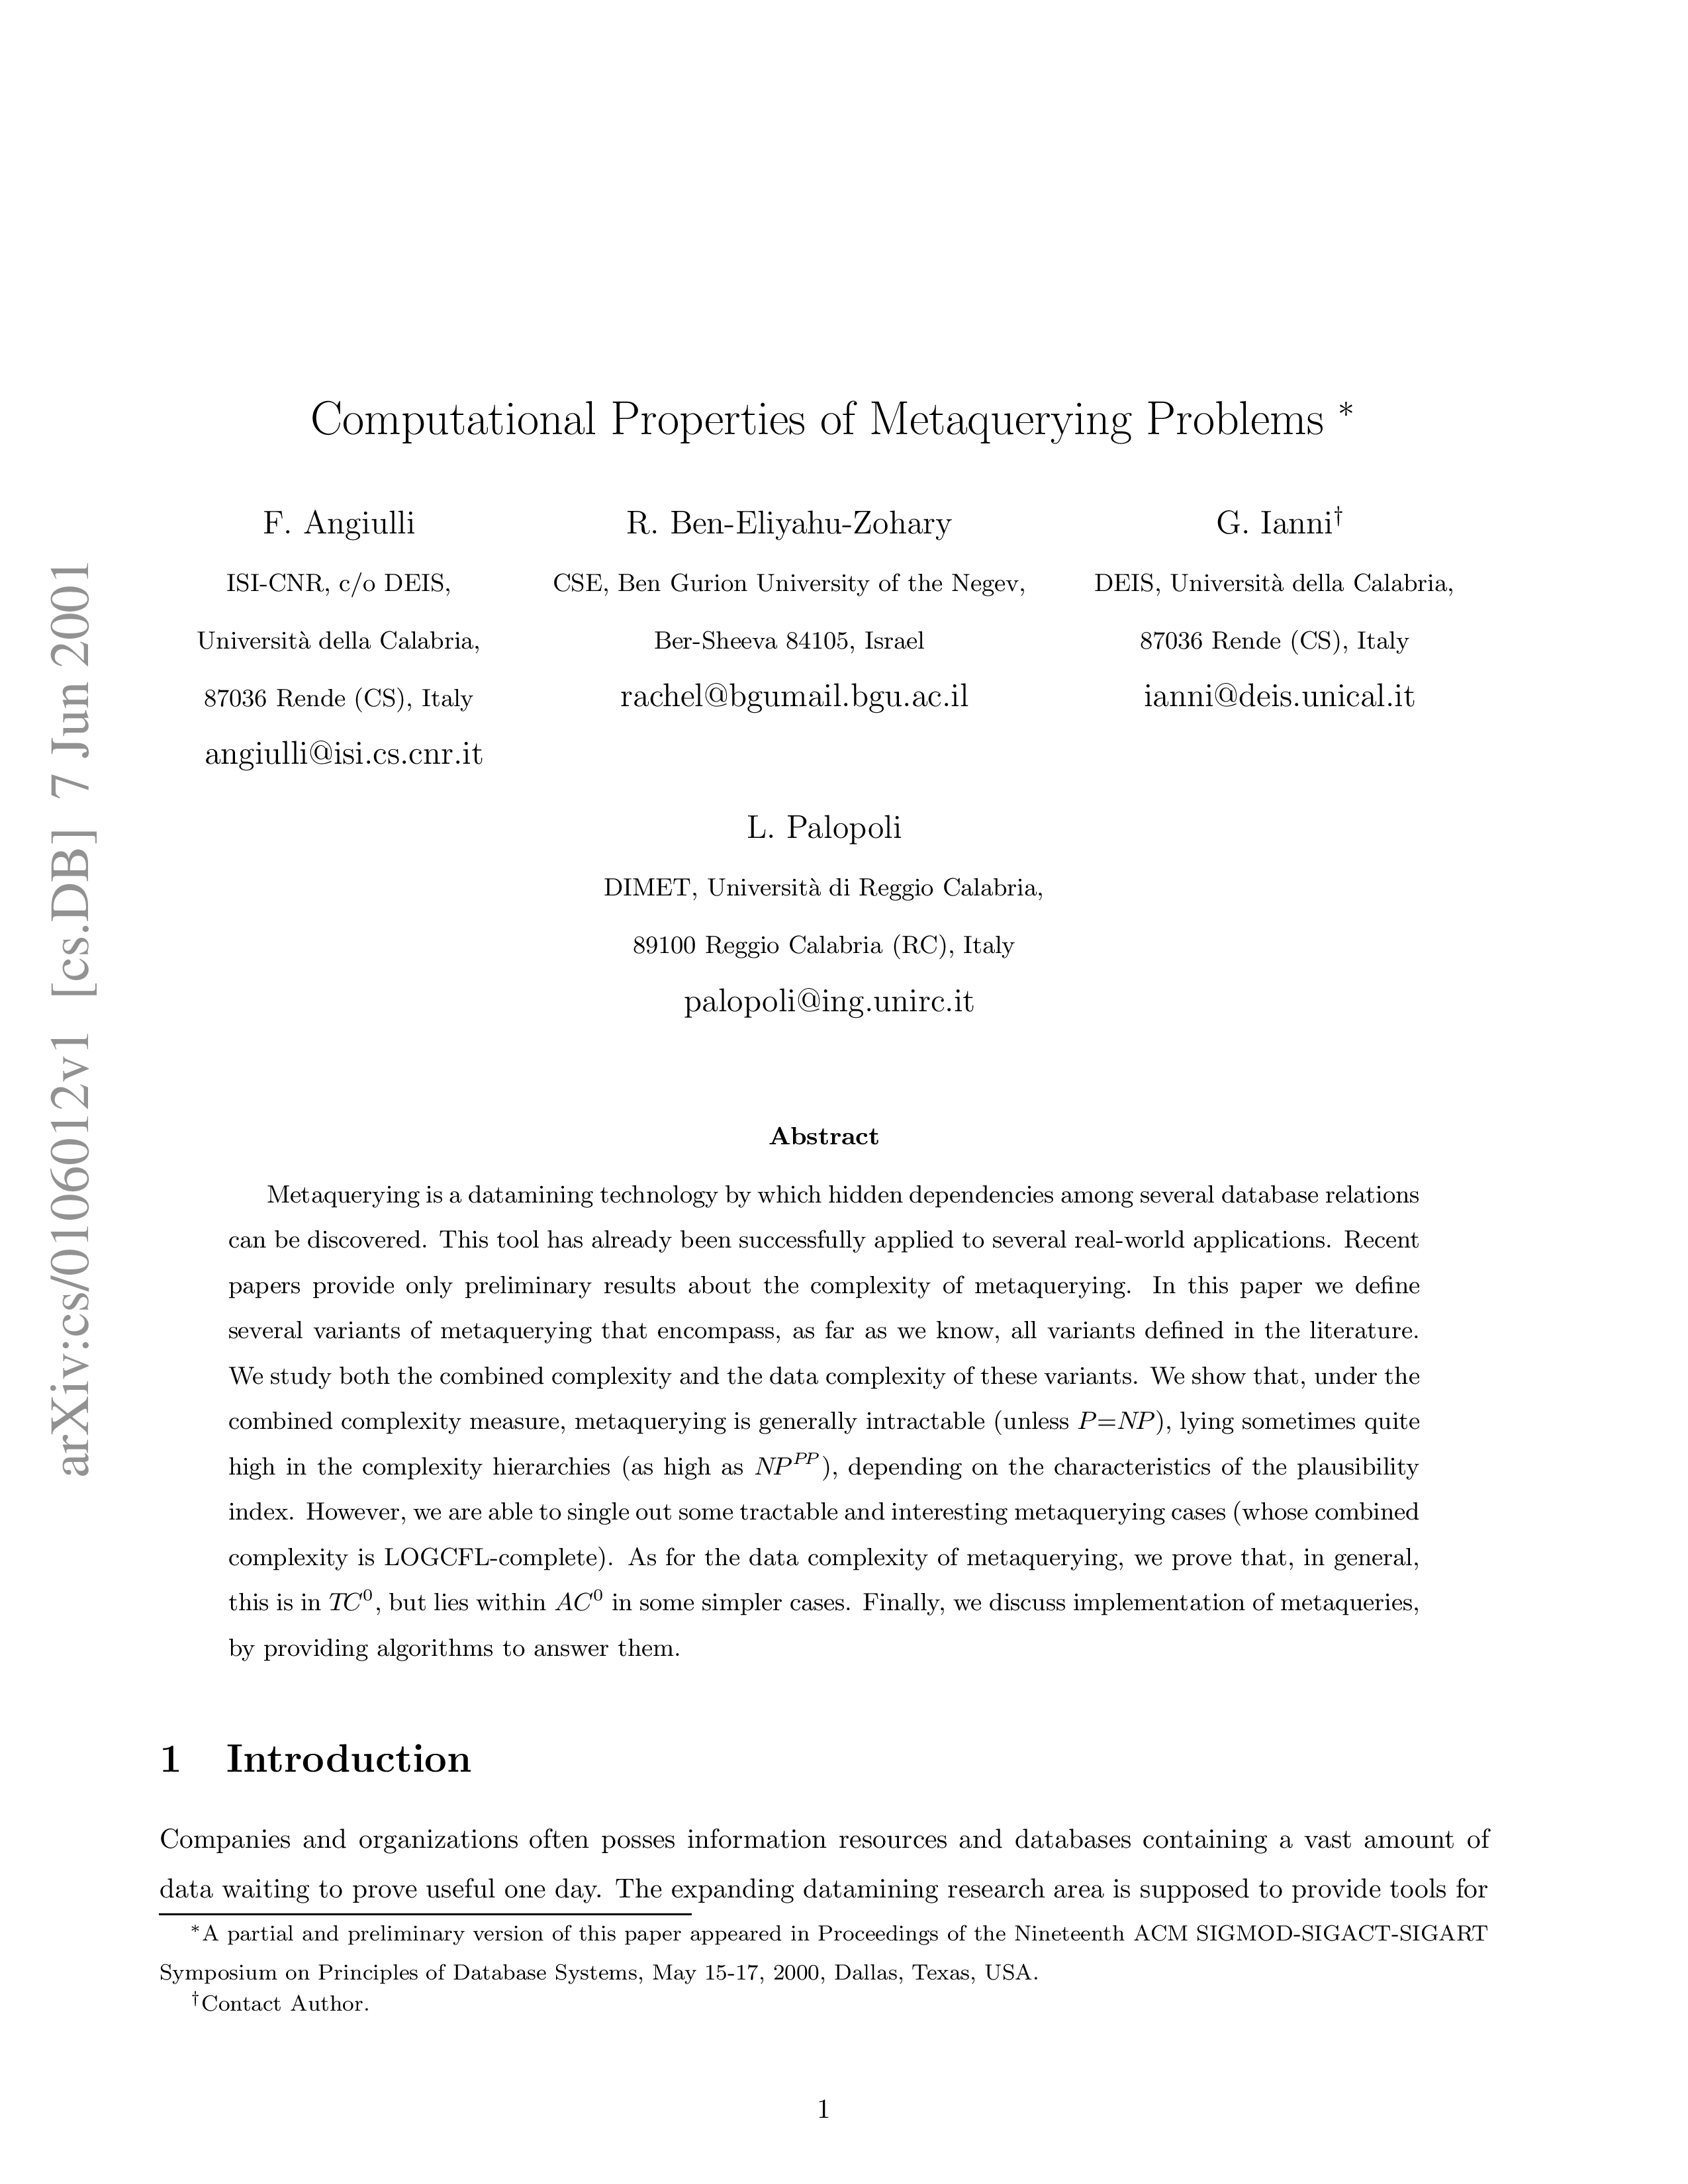 Computational Properties of Metaquerying Problems *
F. Angiulli
ISI-CNR, c/o DEIS,
Università della Calabria,
87036 Rende (CS), Italy
angiulli@isi.cs.cnr.it
R. Ben-Eliyahu-Zohary
CSE, Ben Gurion University of the Negev,
Ber-Sheeva 84105, Israel
rachel@bgumail.bgu.ac.il
G. Ianni†
DEIS, Università della Calabria,
87036 Rende (CS), Italy
ianni@deis.unical.it
L. Palopoli
DIMET, Università di Reggio Calabria,
89100 Reggio Calabria (RC), Italy
palopoli@ing.unirc.it
arXiv:cs/0106012v1 [cs.DB] 7 Jun 2001
Abstract
Metaquerying is a datamining technology by which hidden dependencies among several database relations
can be discovered. This tool has already been successfully applied to several real-world applications. Recent
papers provide only preliminary results about the complexity of metaquerying. In this paper we define
several variants of metaquerying that encompass, as far as we know, all variants defined in the literature.
We study both the combined complexity and the data complexity of these variants. We show that, under the
combined complexity measure, metaquerying is generally intractable (unless P=NP), lying sometimes quite
high in the complexity hierarchies (as high as NP^PP), depending on the characteristics of the plausibility
index. However, we are able to single out some tractable and interesting metaquerying cases (whose combined
complexity is LOGCFL-complete). As for the data complexity of metaquerying, we prove that, in general,
this is in TC⁰, but lies within AC⁰ in some simpler cases. Finally, we discuss implementation of metaqueries,
by providing algorithms to answer them.
1 Introduction
Companies and organizations often posses information resources and databases containing a vast amount of
data waiting to prove useful one day. The expanding datamining research area is supposed to provide tools for
*A partial and preliminary version of this paper appeared in Proceedings of the Nineteenth ACM SIGMOD-SIGACT-SIGART
Symposium on Principles of Database Systems, May 15-17, 2000, Dallas, Texas, USA.
†Contact Author.
1